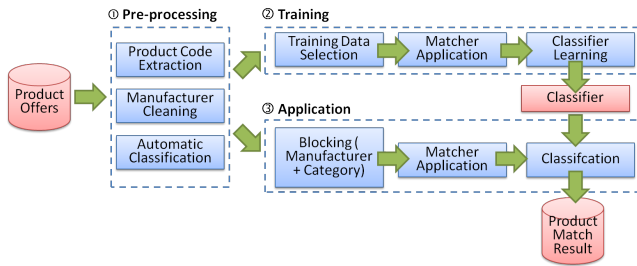 ① Pre-processing
② Training
Product
Offers
Product Code
Extraction
Manufacturer
Cleaning
Automatic
Classification
Training Data
Selection
Matcher
Application
Classifier
Learning
Classifier
③ Application
Blocking (
Manufacturer
+ Category)
Matcher
Application
Classifcation
Product
Match
Result